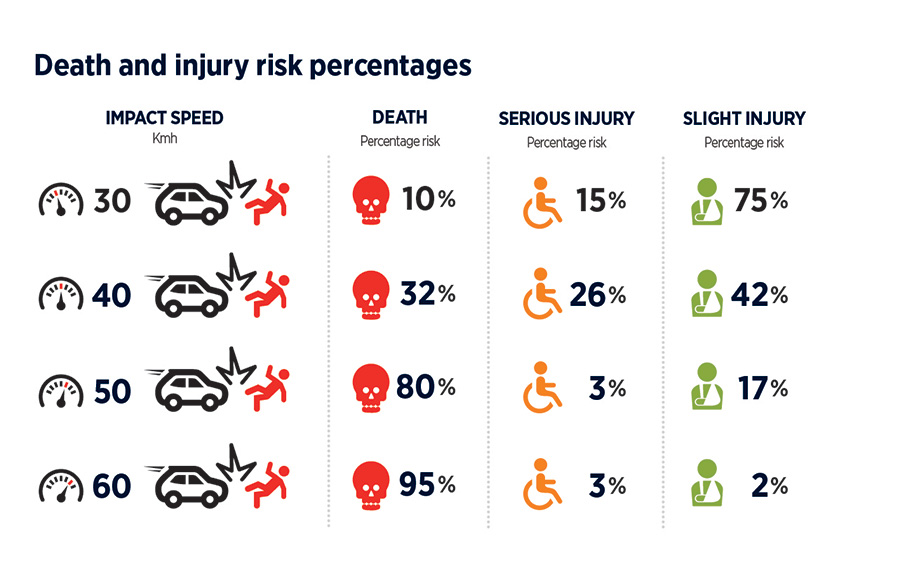 Death and injury risk percentages
IMPACT SPEED DEATH SERIOUS INJURY SLIGHT INJURY
Kmh Percentage risk Percentage risk Percentage risk
30 10% 15% 75%
40 32% 26% 42%
50 80% 3% 17%
60 95% 3% 2%